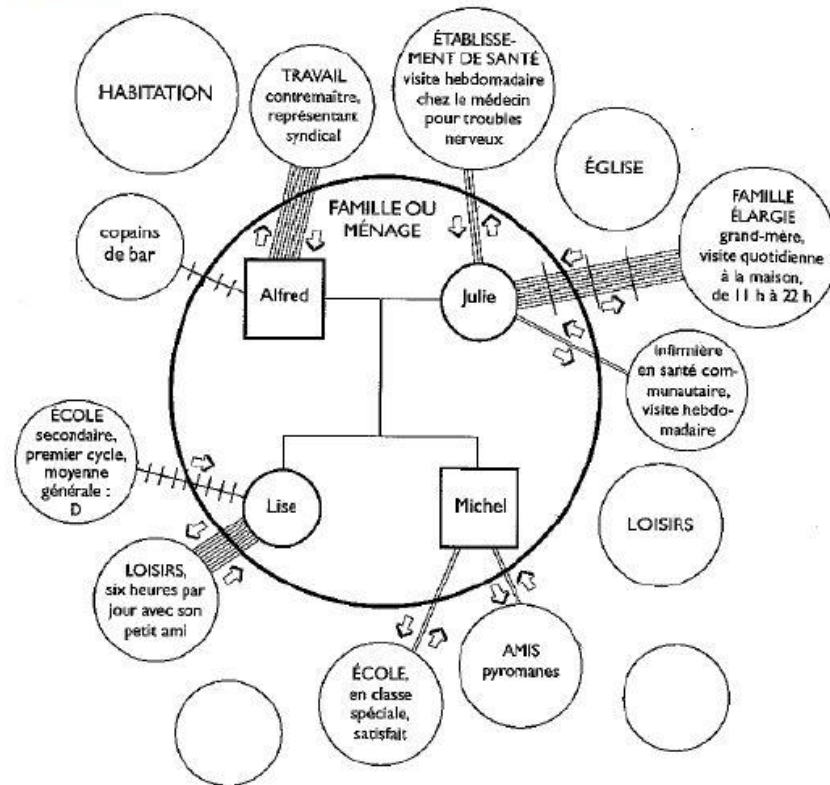 HABITATION
TRAVAIL
contremaître,
représentant
syndical
ÉTABLISSE-
MENT DE SANTÉ
visite hebdomadaire
chez le médecin
pour troubles
nerveux
ÉGLISE
FAMILLE
ÉLARGIE
grand-mère,
visite quotidienne
à la maison,
de 11 h à 22 h
FAMILLE OU
MÉNAGE
copains
de bar
Alfred
Julie
infirmière
en santé com-
munautaire,
visite hebdo-
madaire
ÉCOLE
secondaire,
premier cycle,
moyenne
générale :
D
Lise
Michel
LOISIRS
LOISIRS,
six heures par
jour avec son
petit ami
ÉCOLE,
en classe
spéciale,
satisfait
AMIS
pyromanes